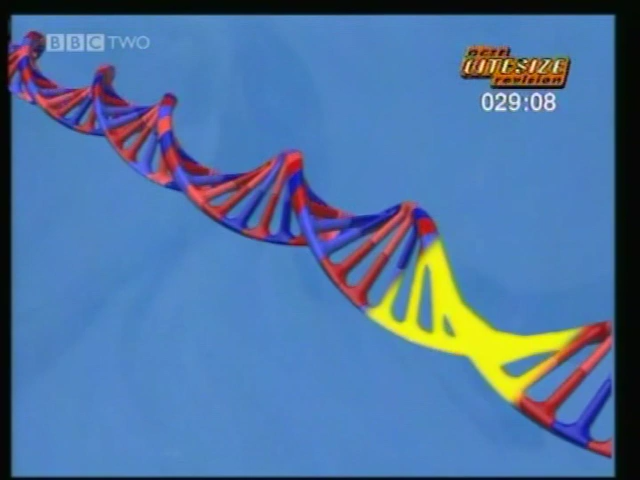 BBC TWO
GCSE
BITESIZE
revision
029:08